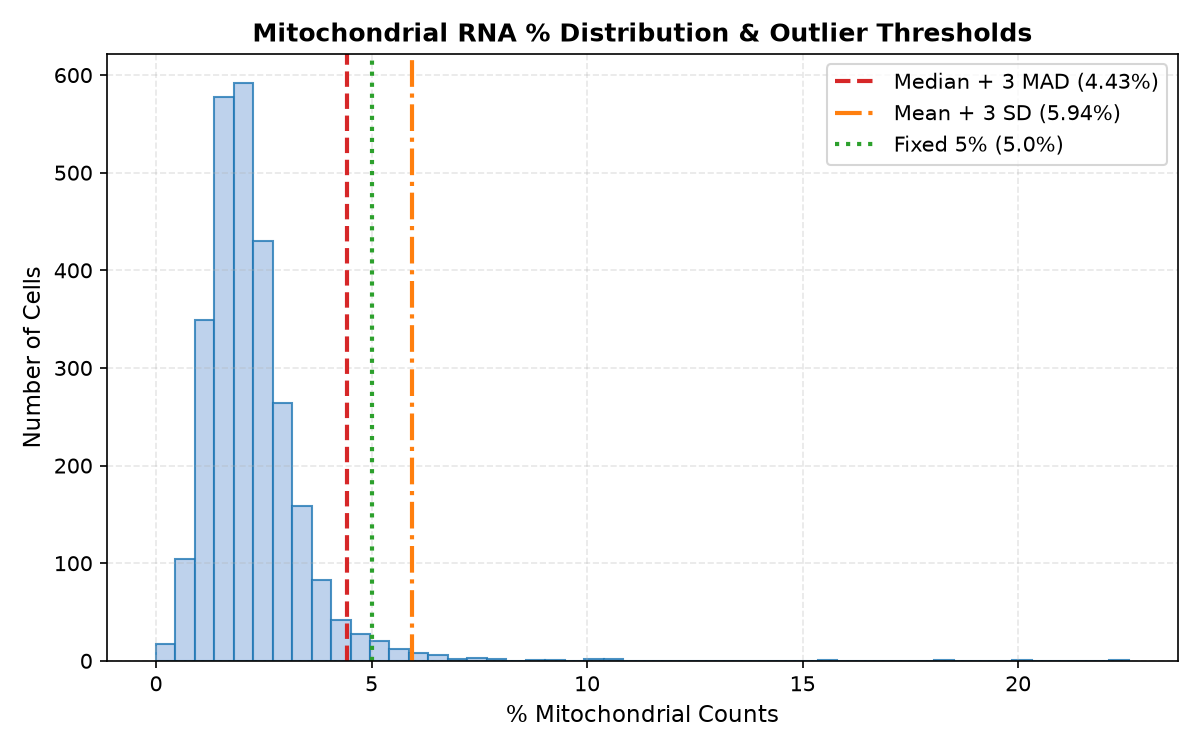 Mitochondrial RNA % Distribution & Outlier Thresholds
Median + 3 MAD (4.43%)
Mean + 3 SD (5.94%)
Fixed 5% (5.0%)
Number of Cells
600
500
400
300
200
100
0
0 5 10 15 20
% Mitochondrial Counts